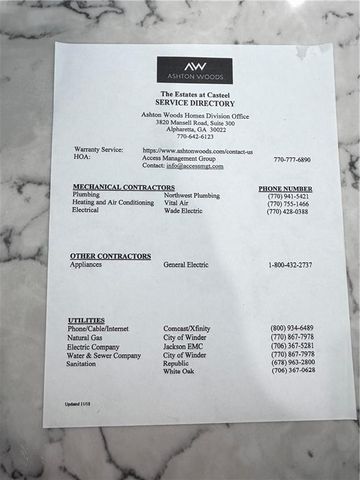 AW
ASHTON WOODS
The Estates at Casteel
SERVICE DIRECTORY
Ashton Woods Homes Division Office
3820 Mansell Road, Suite 300
Alpharetta, GA 30022
770-642-6123
Warranty Service: https://www.ashtonwoods.com/contact-us
HOA: Access Management Group 770-777-6890
Contact: info@accessmgt.com
MECHANICAL CONTRACTORS PHONE NUMBER
Plumbing Northwest Plumbing (770) 941-5421
Heating and Air Conditioning Vital Air (770) 755-1466
Electrical Wade Electric (770) 428-0388
OTHER CONTRACTORS
Appliances General Electric 1-800-432-2737
UTILITIES
Phone/Cable/Internet Comcast/Xfinity (800) 934-6489
Natural Gas City of Winder (770) 867-7978
Electric Company Jackson EMC (706) 367-5281
Water & Sewer Company City of Winder (770) 867-7978
Sanitation Republic (678) 963-2800
White Oak (706) 367-0628
Updated 11/18